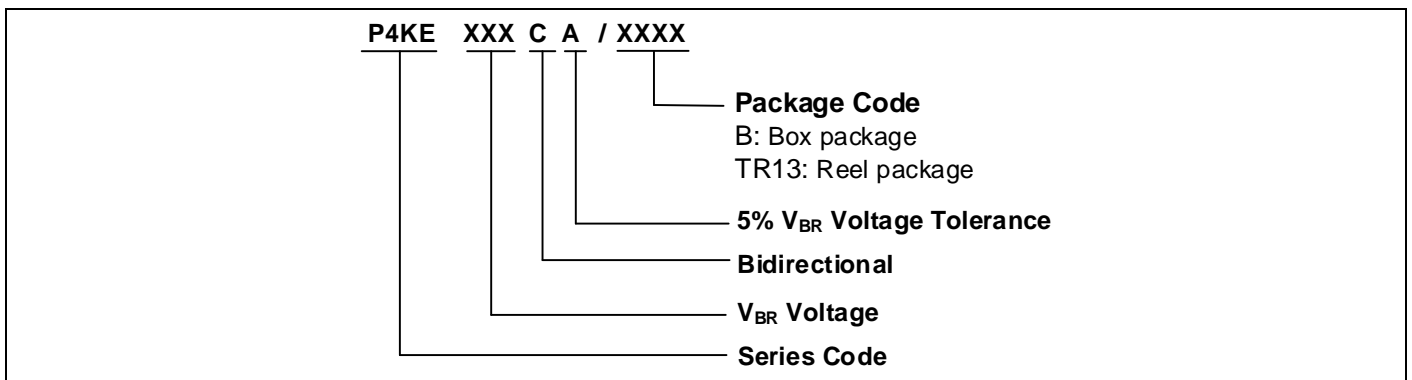 P4KE XXX C A / XXXX
Package Code
B: Box package
TR13: Reel package
5% VBR Voltage Tolerance
Bidirectional
VBR Voltage
Series Code